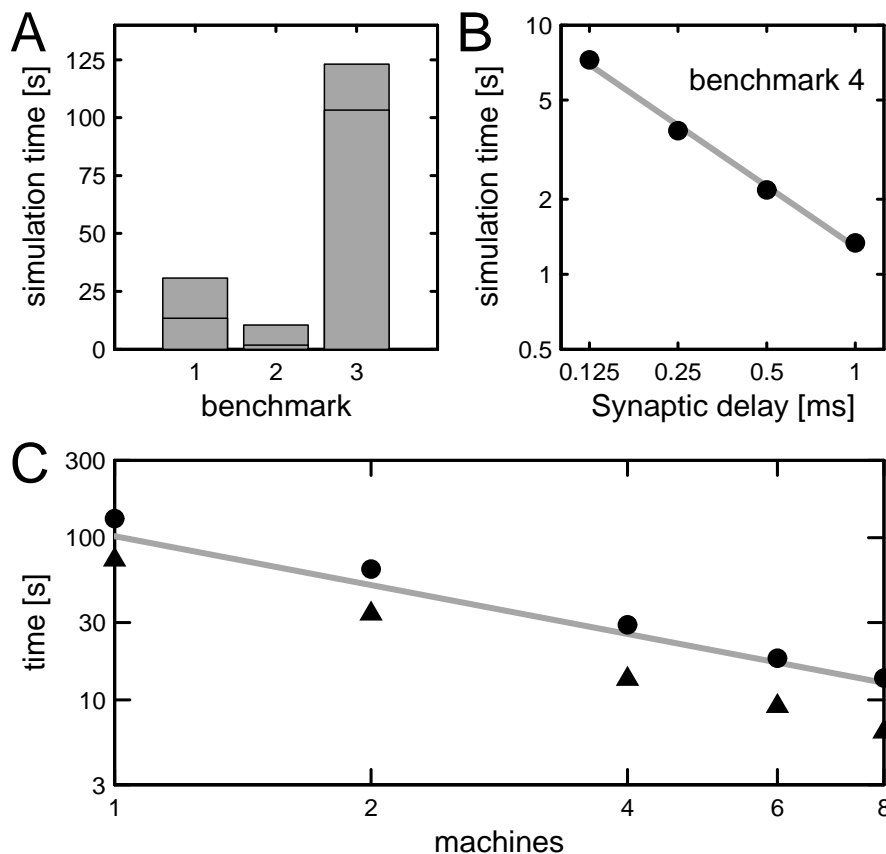 A
simulation time [s]
125
100
75
50
25
0
1 2 3
benchmark
B
simulation time [s]
10
5
2
1
0.5
benchmark 4
0.125 0.25 0.5 1
Synaptic delay [ms]
C
time [s]
300
100
30
10
3
1 2 4 6 8
machines